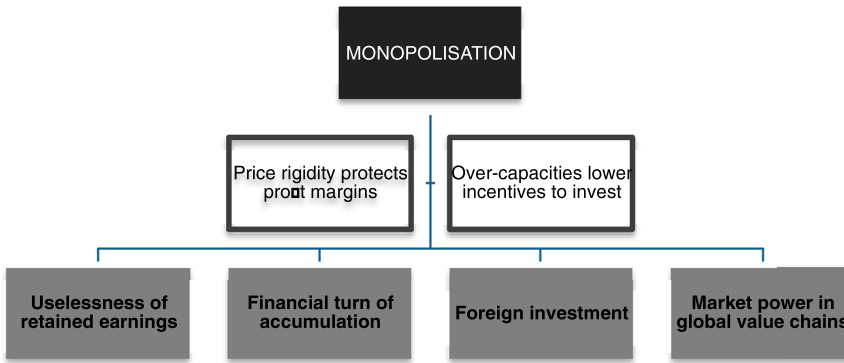 MONOPOLISATION
Price rigidity protects
margins
Over-capacities lower
incentives to invest
Uselessness of
retained earnings
Financial turn of
accumulation
Foreign investment
Market power in
global value chains